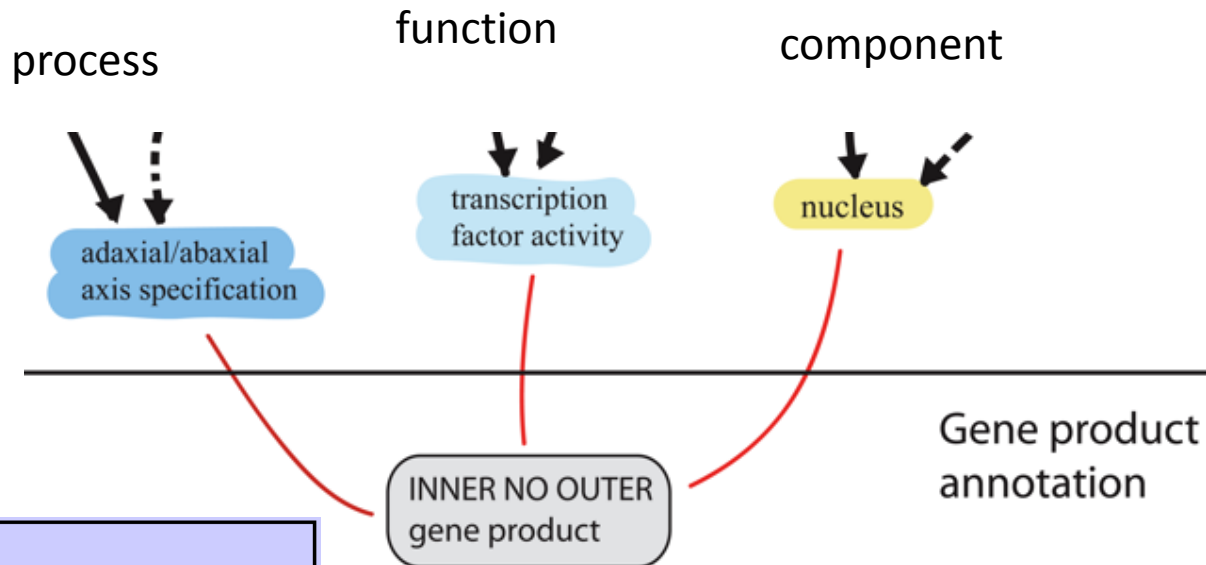 process
function
component
adaxial/abaxial
axis specification
transcription
factor activity
nucleus
Gene product
annotation
INNER NO OUTER
gene product